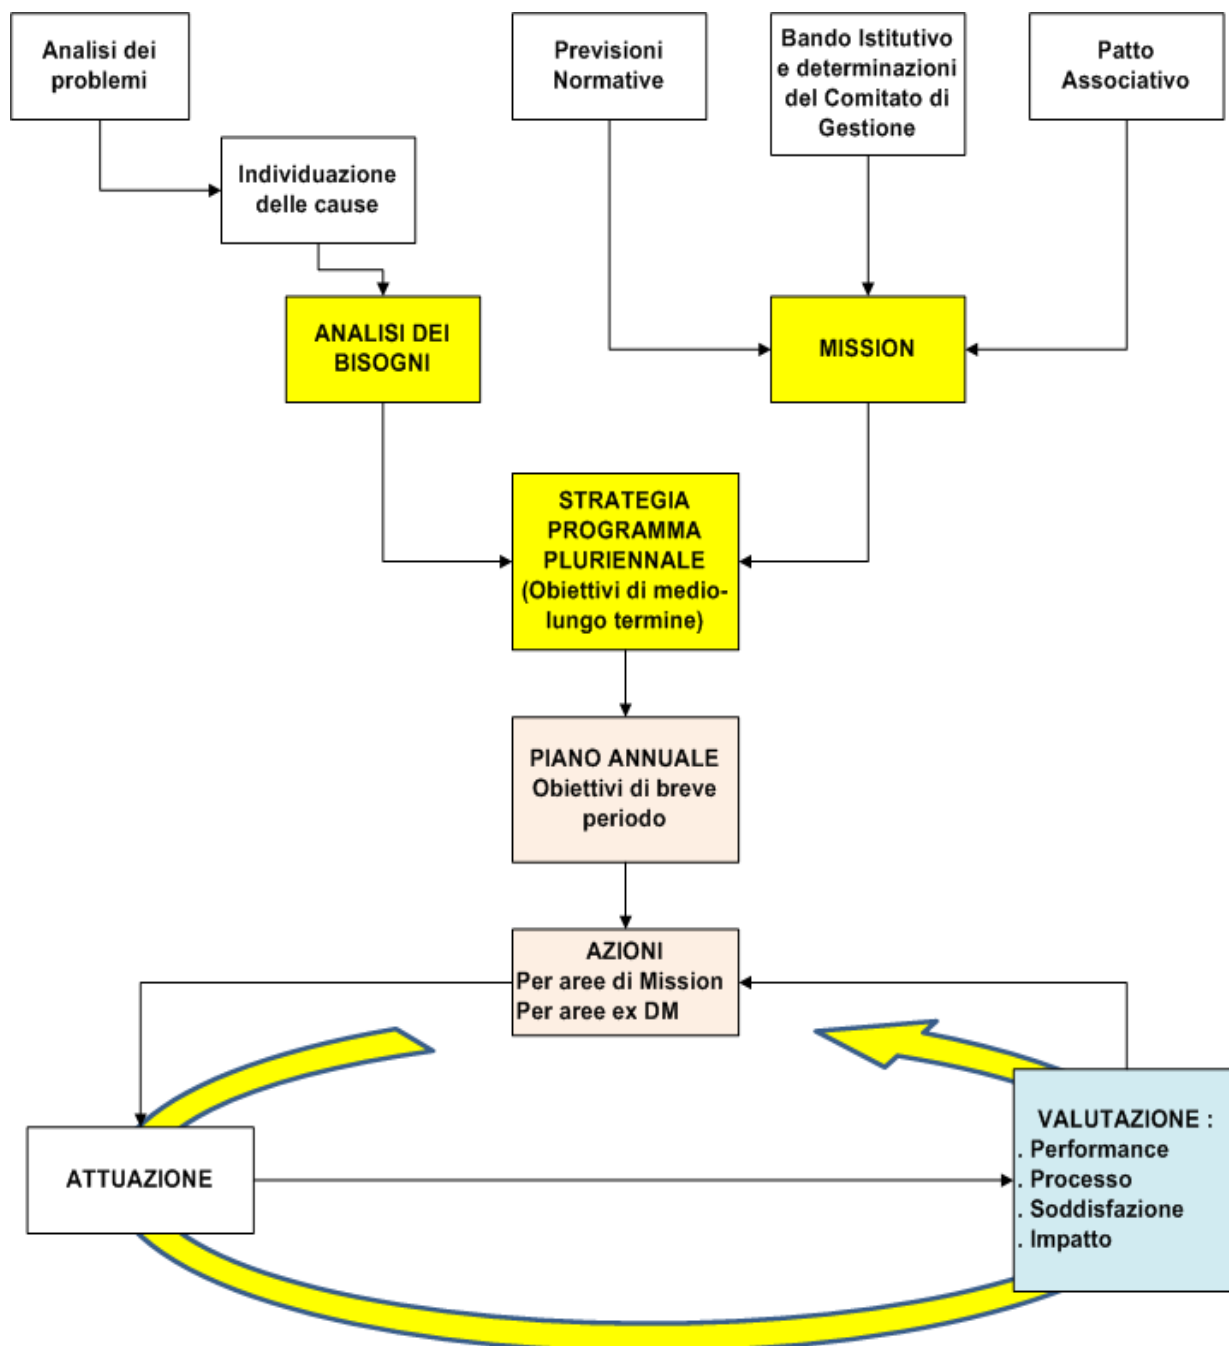 Analisi dei
problemi
Previsioni
Normative
Bando Istitutivo
e determinazioni
del Comitato di
Gestione
Patto
Associativo
Individuazione
delle cause
ANALISI DEI
BISOGNI
MISSION
STRATEGIA
PROGRAMMA
PLURIENNALE
(Obiettivi di medio-
lungo termine)
PIANO ANNUALE
Obiettivi di breve
periodo
AZIONI
Per aree di Mission
Per aree ex DM
ATTUAZIONE
VALUTAZIONE :
. Performance
. Processo
. Soddisfazione
. Impatto